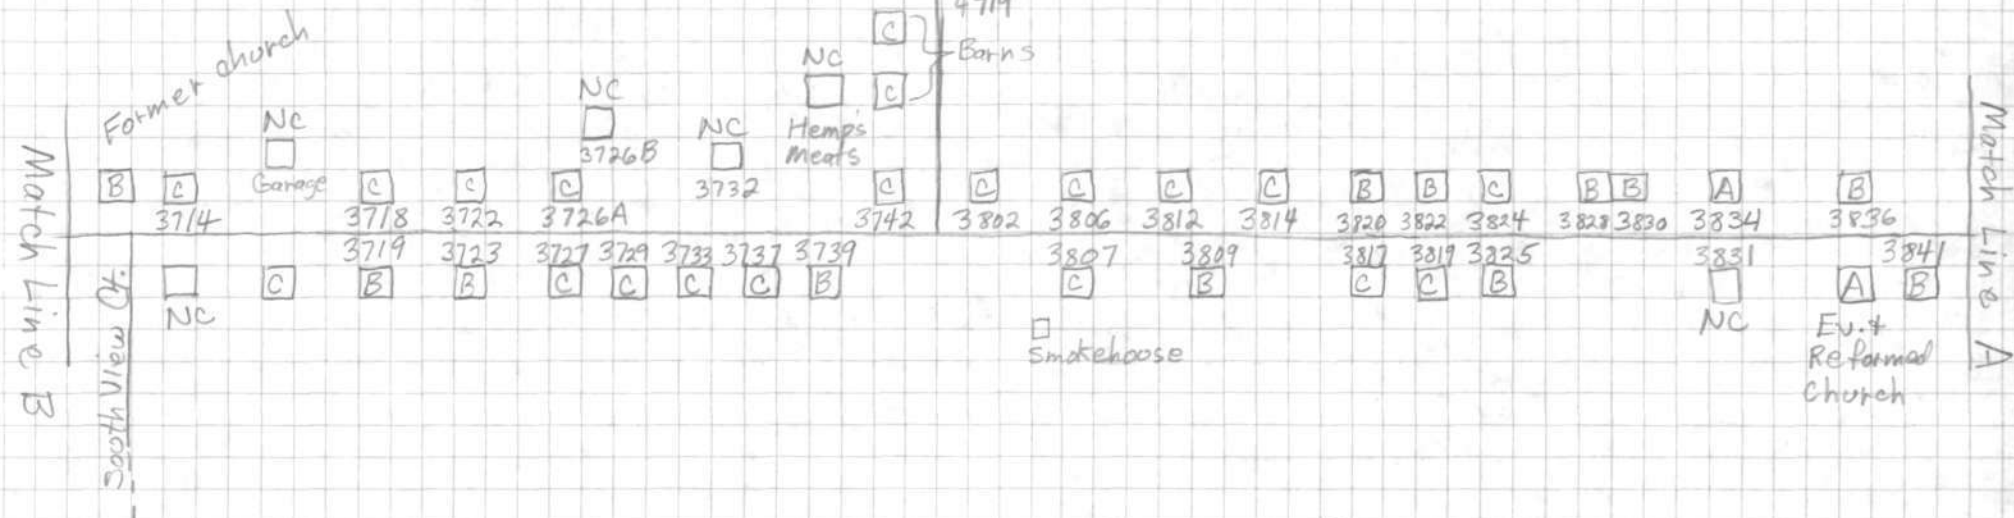 4719
C
Barns
Former church
NC
C
NC
Hemp's
Meats
NC
3726B
NC
3732
NC
Garage
B C C C C C C C C C B B C B B A B
3714 3718 3722 3726A 3742 3802 3806 3812 3814 3820 3822 3824 3828 3830 3834 3836
3719 3723 3727 3729 3733 3737 3739 3807 3809 3817 3819 3825 3831 3841
C B B C C C C B C B C C B A B
NC
NC
Smokehouse
Ev. &
Reformed
Church
South View Ct.
Match Line B
Match Line A